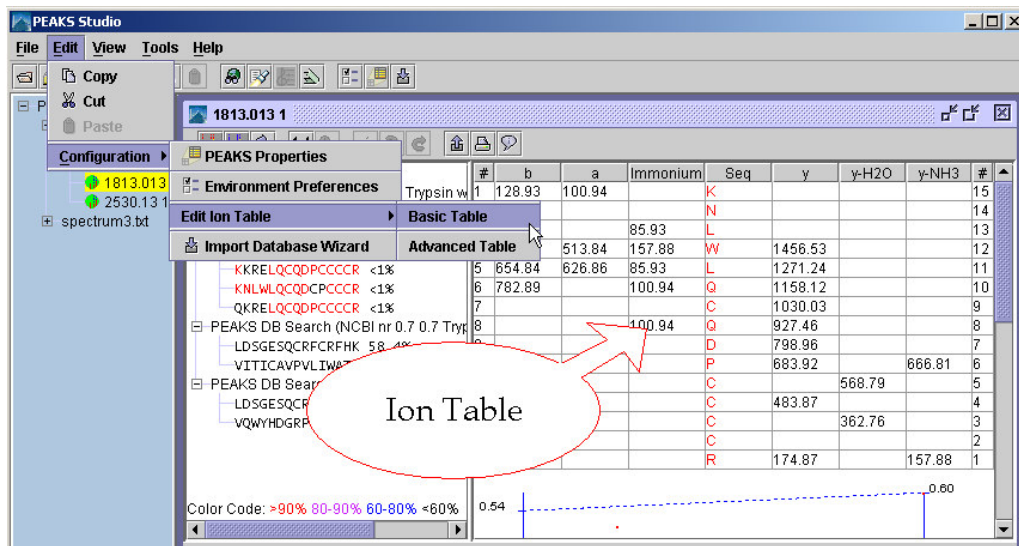 PEAKS Studio
File Edit View Tools Help
Copy
Cut
Paste
Configuration
PEAKS Properties
Environment Preferences
Edit Ion Table
Import Database Wizard
Basic Table
Advanced Table
P
1813.013
2530.13 1
spectrum3.txt
1813.013 1
Trypsin w
KKRELQCQDPCCCCR <1%
KNLWLQCQDCPCCCR <1%
QKRELQCQDPCCCCR <1%
PEAKS DB Search (NCBI nr 0.7 0.7 Tryp
LDSGESQCRFCRFHK 58.4%
VITICAVPVLIWAT
PEAKS DB Sear
LDSGESQCR
VQWYHDGRP
Color Code: >90% 80-90% 60-80% <60%
# b a Immonium Seq y y-H2O y-NH3 #
1 128.93 100.94 K 15
N 14
85.93 L 13
513.84 157.88 W 1456.53 12
5 654.84 626.86 85.93 L 1271.24 11
6 782.89 100.94 Q 1158.12 10
7 C 1030.03 9
8 100.94 Q 927.46 8
D 798.96 7
P 683.92 666.81 6
C 568.79 5
C 483.87 4
C 362.76 3
C 2
R 174.87 157.88 1
Ion Table
0.54
0.60